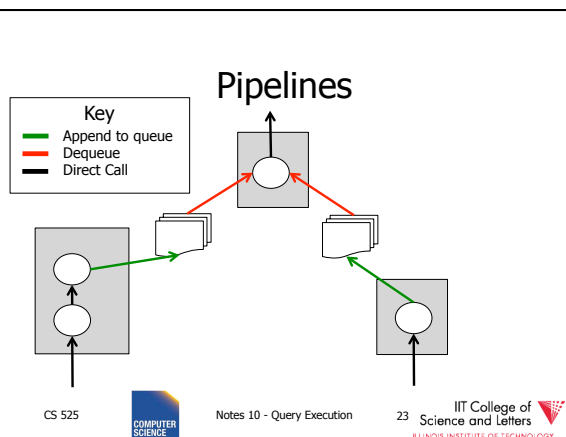 Pipelines
Key
Append to queue
Dequeue
Direct Call
CS 525
COMPUTER
SCIENCE
Notes 10 - Query Execution
23
IIT College of
Science and Letters
ILLINOIS INSTITUTE OF TECHNOLOGY